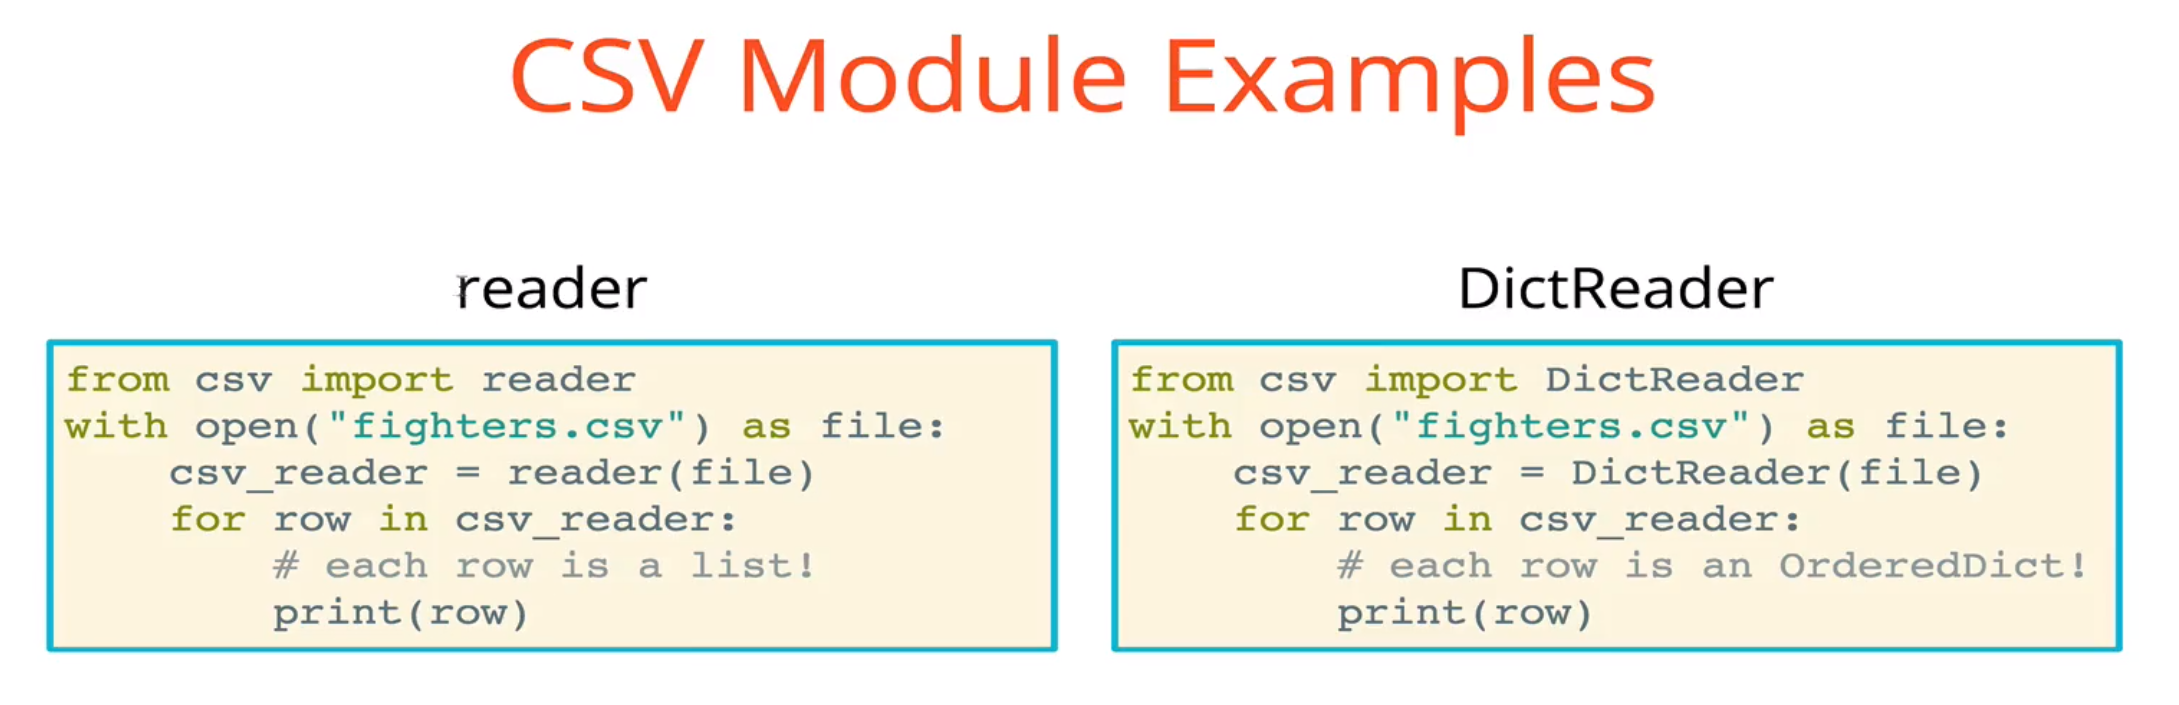 CSV Module Examples
reader
from csv import reader
with open("fighters.csv") as file:
    csv_reader = reader(file)
    for row in csv_reader:
        # each row is a list!
        print(row)
DictReader
from csv import DictReader
with open("fighters.csv") as file:
    csv_reader = DictReader(file)
    for row in csv_reader:
        # each row is an OrderedDict!
        print(row)